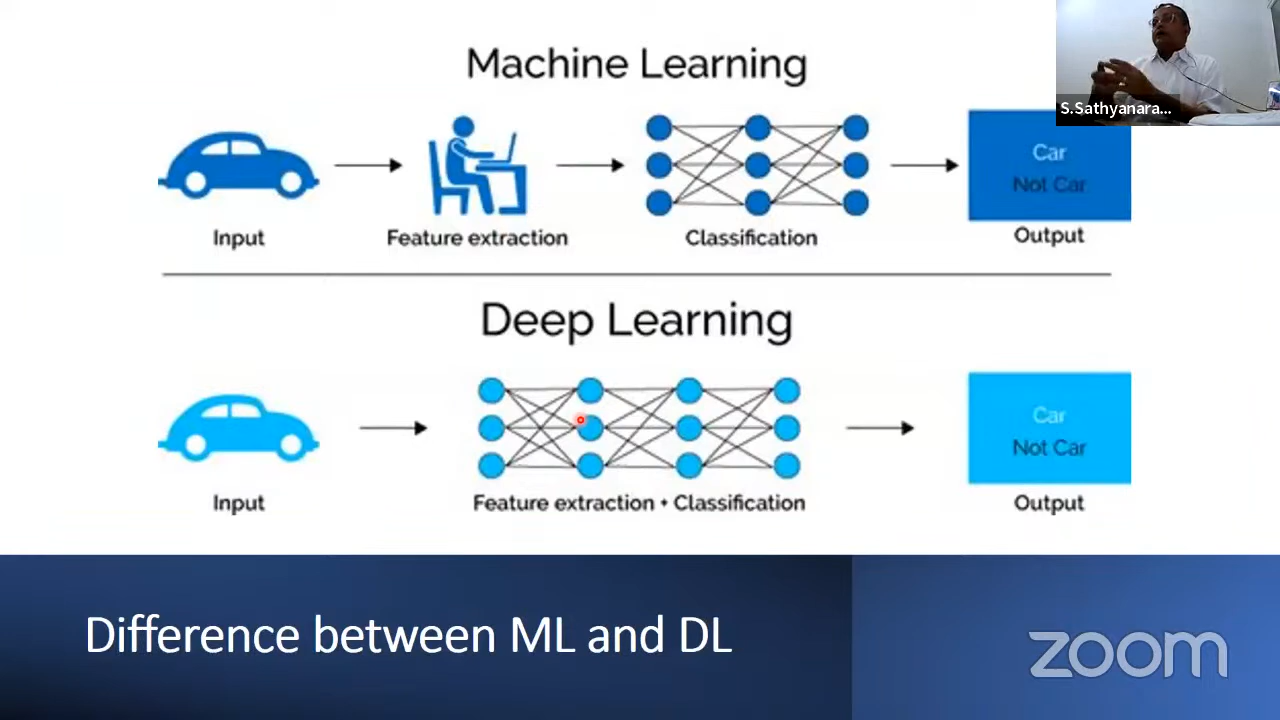 Machine Learning
S.Sathyanara...
Car
Not Car
Input
Feature extraction
Classification
Output
Deep Learning
Car
Not Car
Input
Feature extraction + Classification
Output
Difference between ML and DL
zoom